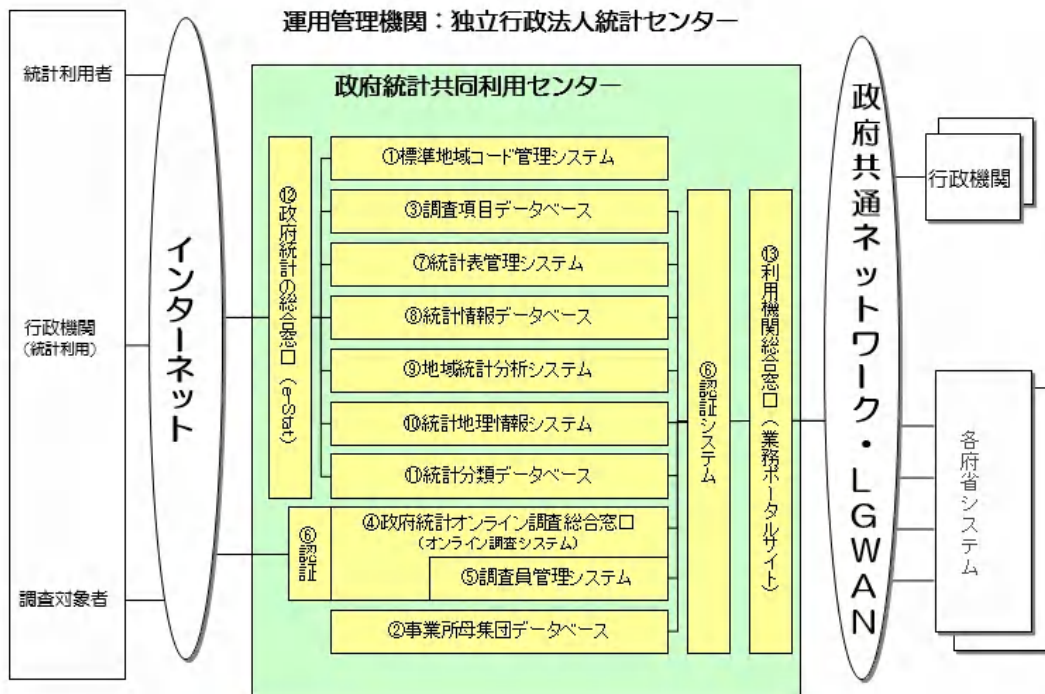 運用管理機関:独立行政法人統計センター
統計利用者
行政機関
(統計利用)
調査対象者
インターネット
政府統計共同利用センター
⑫政府統計の総合窓口(e-Stat)
①標準地域コード管理システム
③調査項目データベース
⑦統計表管理システム
⑧統計情報データベース
⑨地域統計分析システム
⑩統計地理情報システム
⑪統計分類データベース
⑥認証
④政府統計オンライン調査総合窓口
(オンライン調査システム)
⑤調査員管理システム
②事業所母集団データベース
⑥認証システム
⑬利用機関総合窓口(業務ポータルサイト)
政府共通ネットワーク・LGWAN
行政機関
各府省システム